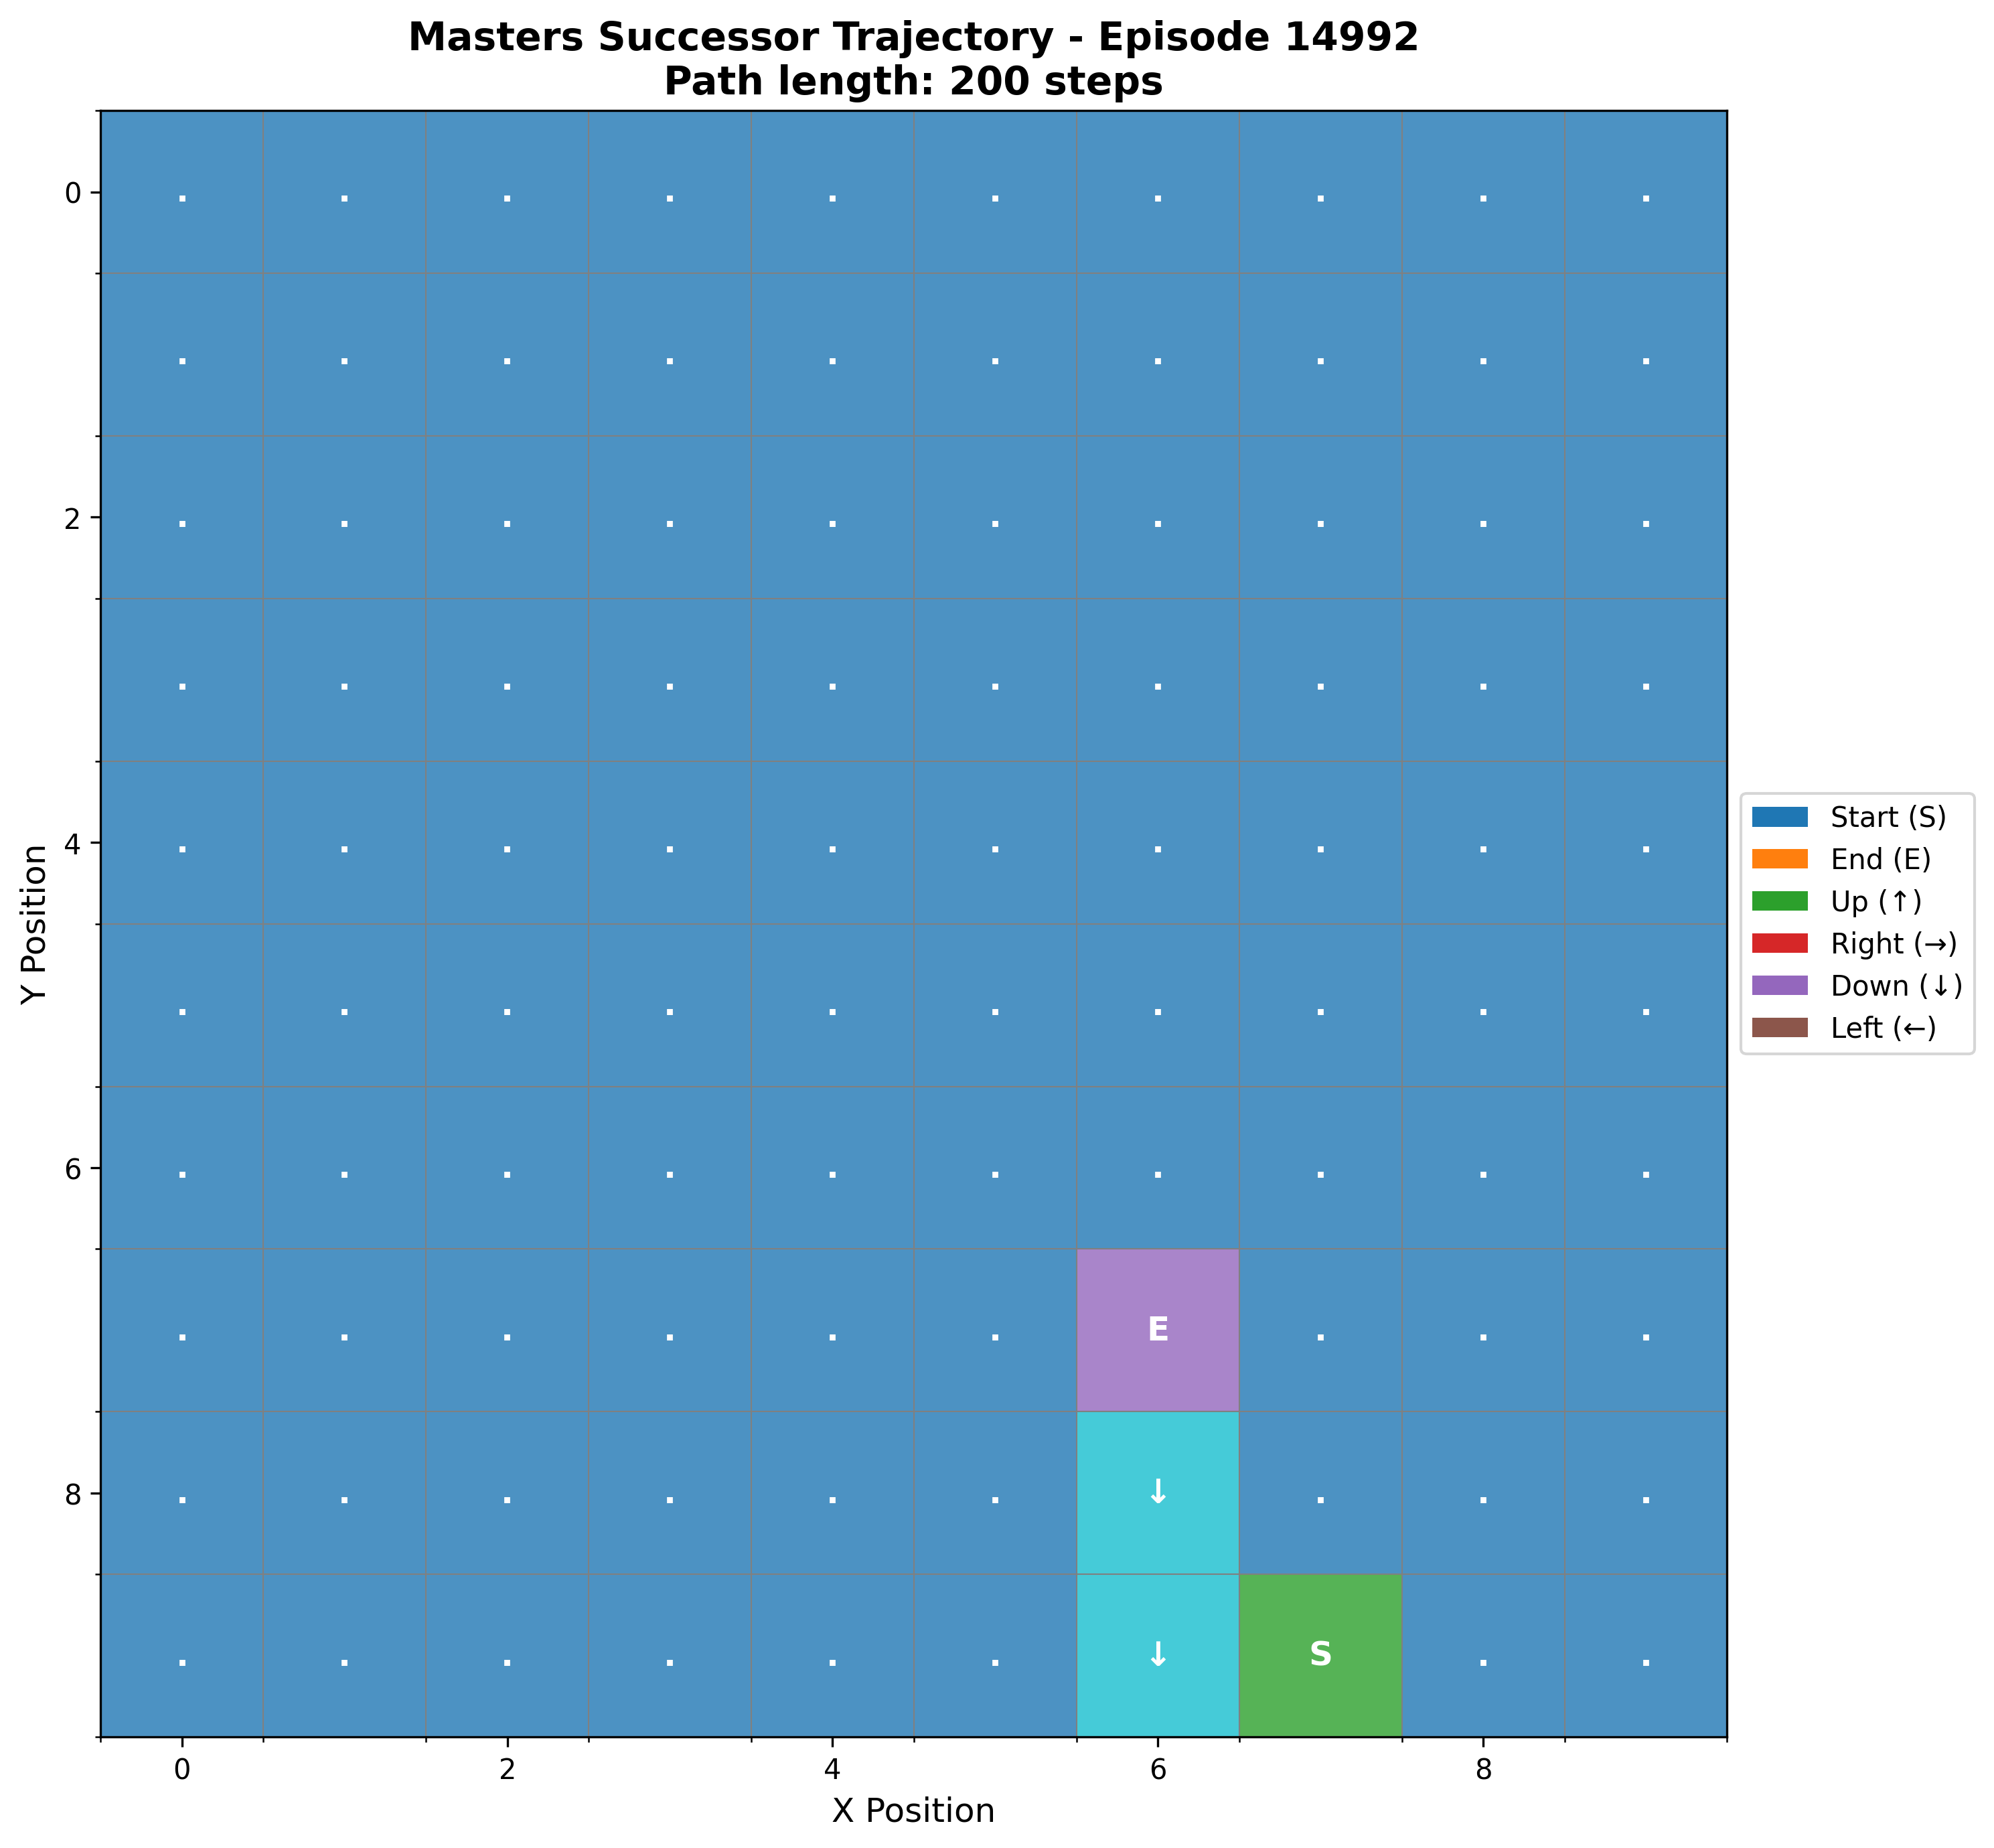 Masters Successor Trajectory - Episode 14992
Path length: 200 steps
0
2
4
6
8
Y Position
. . . . . . . . . .
. . . . . . . . . .
. . . . . . . . . .
. . . . . . . . . .
. . . . . . . . . .
. . . . . . . . . .
. . . . . . . . . .
. . . . . . E . . .
. . . . . . ↓ . . .
. . . . . . ↓ S . .
0 2 4 6 8
X Position
Start (S)
End (E)
Up (↑)
Right (→)
Down (↓)
Left (←)